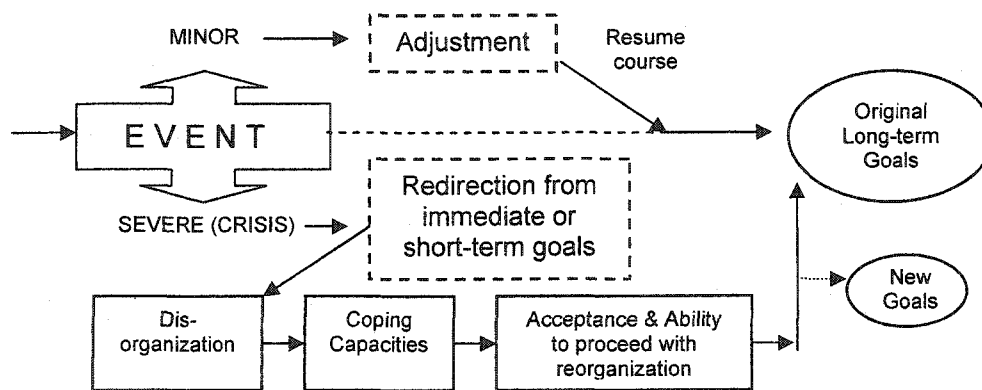 MINOR
Adjustment
Resume
course
EVENT
Original
Long-term
Goals
SEVERE (CRISIS)
Redirection from
immediate or
short-term goals
New
Goals
Dis-
organization
Coping
Capacities
Acceptance & Ability
to proceed with
reorganization